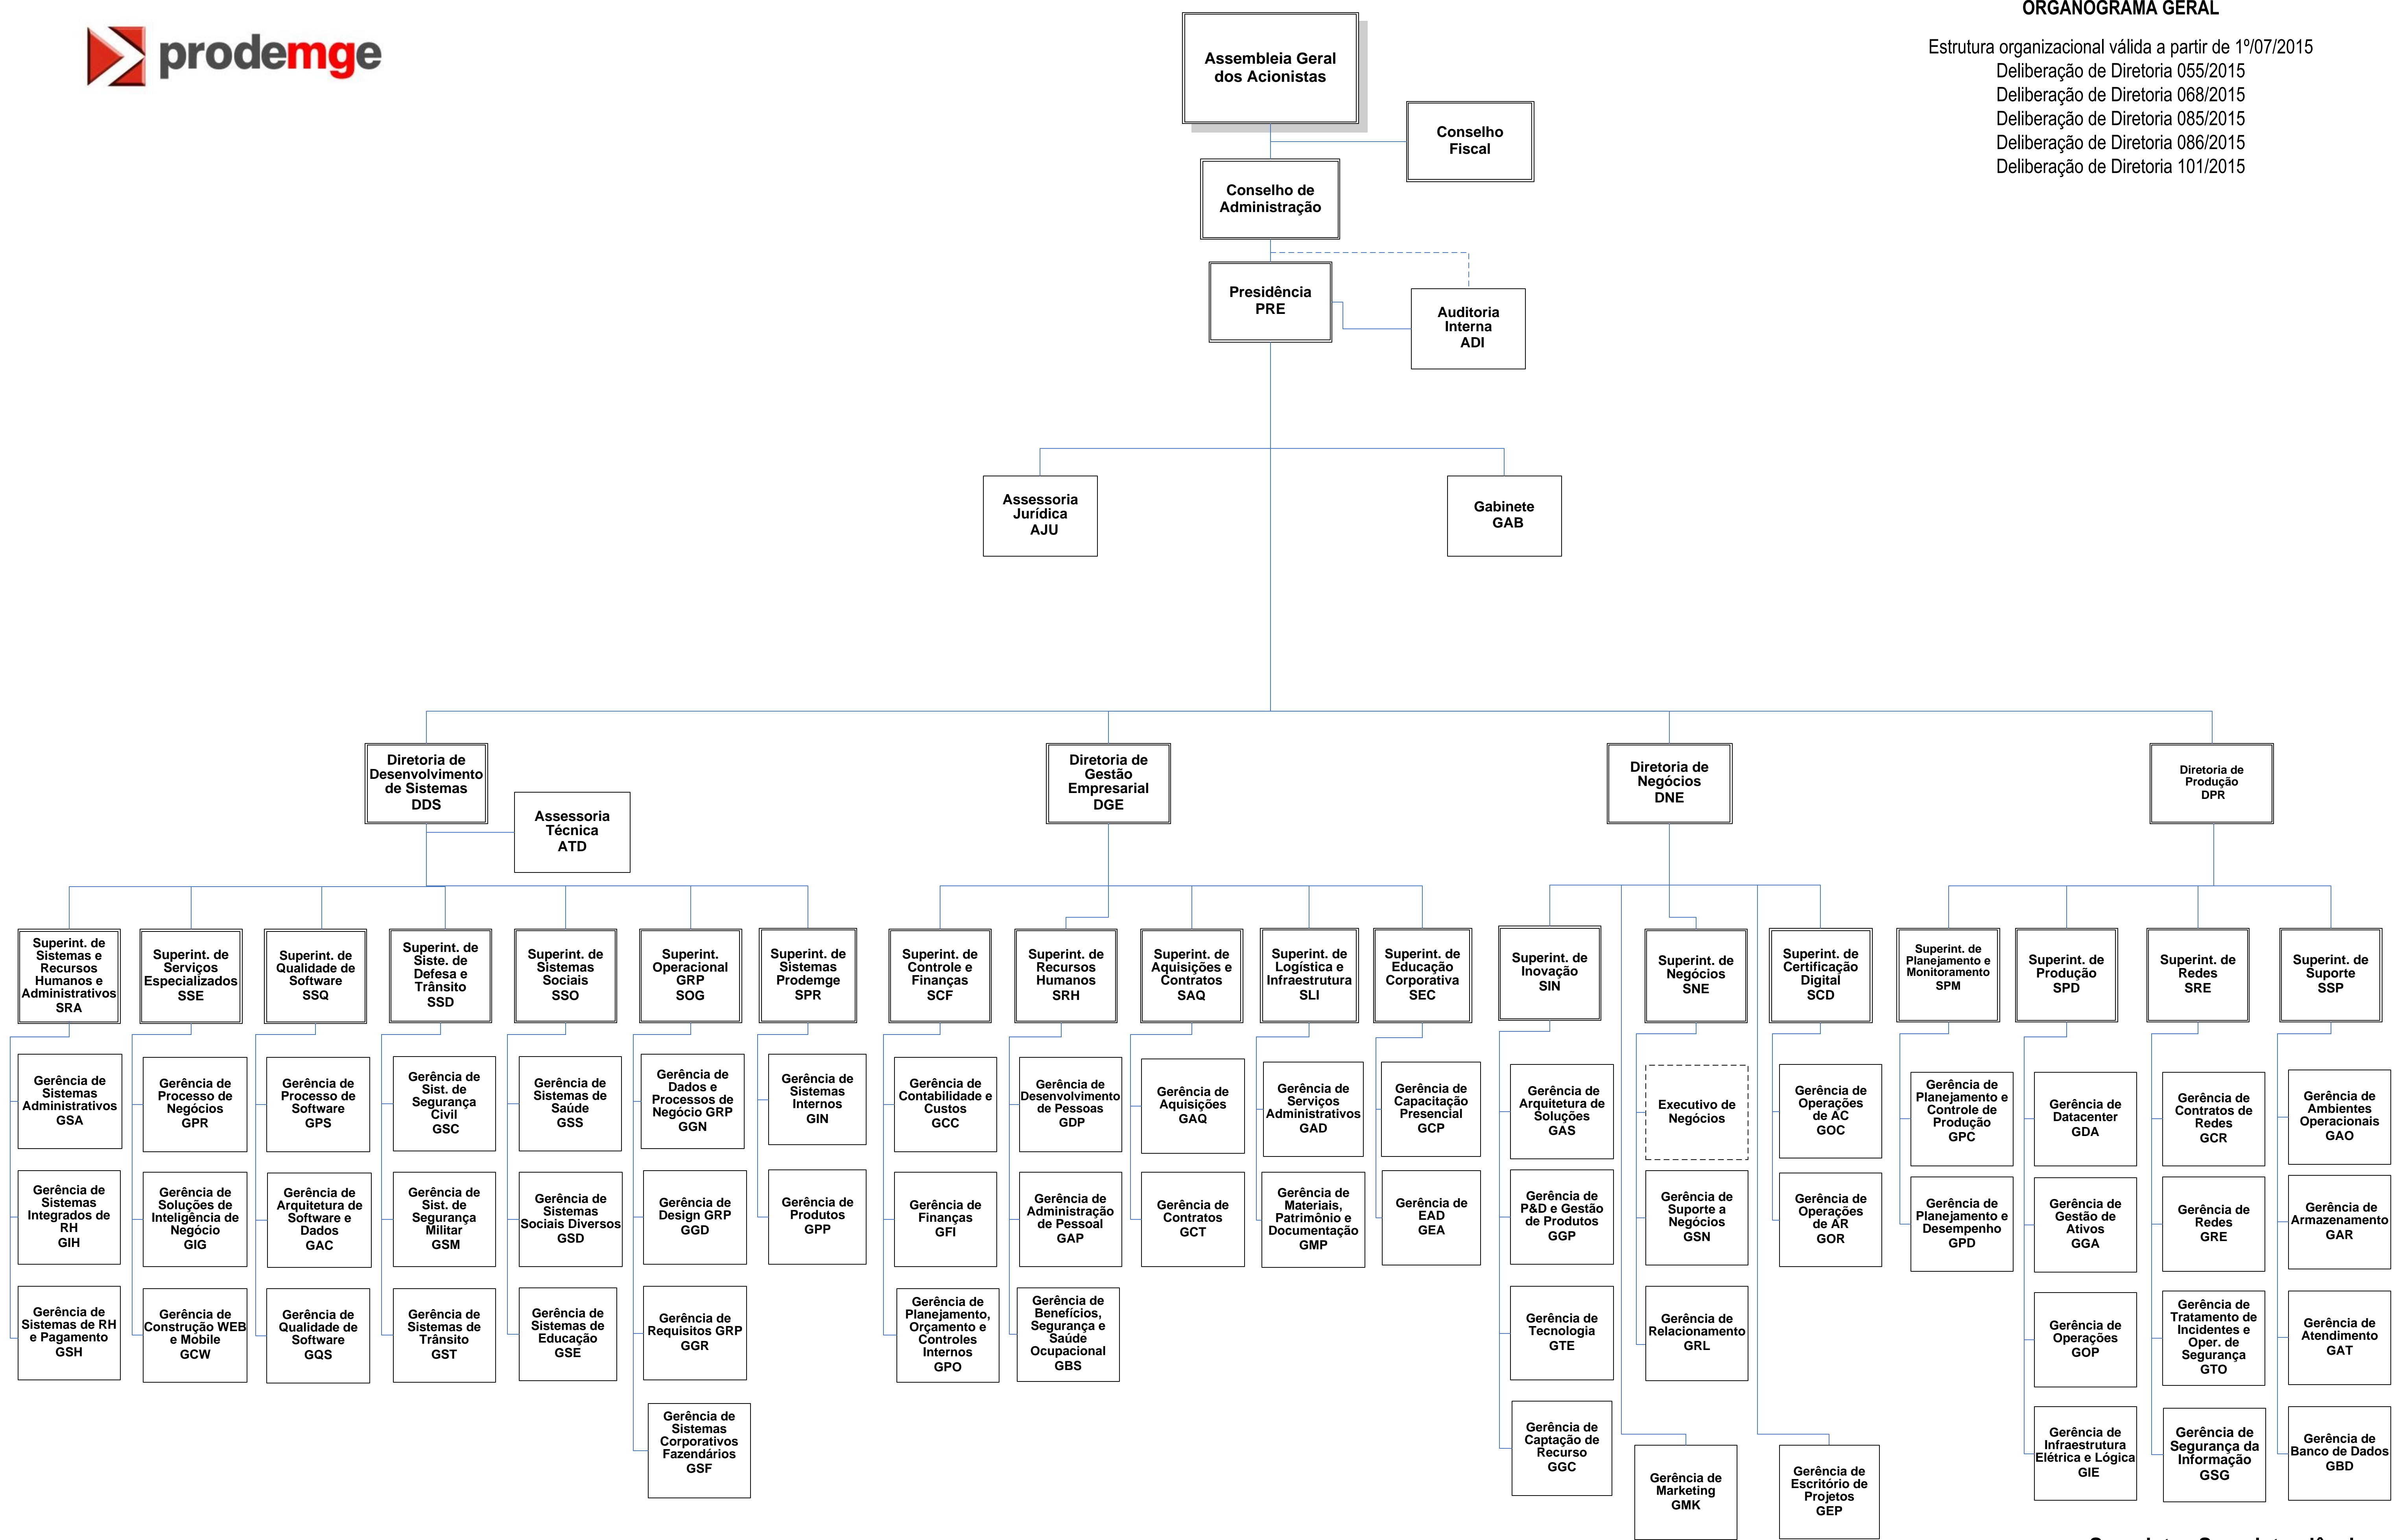 prodemge
ORGANOGRAMA GERAL
Estrutura organizacional válida a partir de 1º/07/2015
Deliberação de Diretoria 055/2015
Deliberação de Diretoria 068/2015
Deliberação de Diretoria 085/2015
Deliberação de Diretoria 086/2015
Deliberação de Diretoria 101/2015
Assembleia Geral
dos Acionistas
Conselho
Fiscal
Conselho de
Administração
Presidência
PRE
Auditoria
Interna
ADI
Assessoria
Jurídica
AJU
Gabinete
GAB
Diretoria de
Desenvolvimento
de Sistemas
DDS
Assessoria
Técnica
ATD
Diretoria de
Gestão
Empresarial
DGE
Diretoria de
Negócios
DNE
Diretoria de
Produção
DPR
Superint. de
Sistemas e
Recursos
Humanos e
Administrativos
SRA
Superint. de
Serviços
Especializados
SSE
Superint. de
Qualidade de
Software
SSQ
Superint. de
Siste. de
Defesa e
Trânsito
SSD
Superint. de
Sistemas
Sociais
SSO
Superint.
Operacional
GRP
SOG
Superint. de
Sistemas
Prodemge
SPR
Superint. de
Controle e
Finanças
SCF
Superint. de
Recursos
Humanos
SRH
Superint. de
Aquisições e
Contratos
SAQ
Superint. de
Logística e
Infraestrutura
SLI
Superint. de
Educação
Corporativa
SEC
Superint. de
Inovação
SIN
Superint. de
Negócios
SNE
Superint. de
Certificação
Digital
SCD
Superint. de
Planejamento e
Monitoramento
SPM
Superint. de
Produção
SPD
Superint. de
Redes
SRE
Superint. de
Suporte
SSP
Gerência de
Sistemas
Administrativos
GSA
Gerência de
Processo de
Negócios
GPR
Gerência de
Processo de
Software
GPS
Gerência de
Sist. de
Segurança
Civil
GSC
Gerência de
Sistemas de
Saúde
GSS
Gerência de
Dados e
Processos de
Negócio GRP
GGN
Gerência de
Sistemas
Internos
GIN
Gerência de
Contabilidade e
Custos
GCC
Gerência de
Desenvolvimento
de Pessoas
GDP
Gerência de
Aquisições
GAQ
Gerência de
Serviços
Administrativos
GAD
Gerência de
Capacitação
Presencial
GCP
Gerência de
Arquitetura de
Soluções
GAS
Executivo de
Negócios
Gerência de
Operações
de AC
GOC
Gerência de
Planejamento e
Controle de
Produção
GPC
Gerência de
Datacenter
GDA
Gerência de
Contratos de
Redes
GCR
Gerência de
Ambientes
Operacionais
GAO
Gerência de
Sistemas
Integrados de
RH
GIH
Gerência de
Soluções de
Inteligência de
Negócio
GIG
Gerência de
Arquitetura de
Software e
Dados
GAC
Gerência de
Sist. de
Segurança
Militar
GSM
Gerência de
Sistemas
Sociais Diversos
GSD
Gerência de
Design GRP
GGD
Gerência de
Produtos
GPP
Gerência de
Finanças
GFI
Gerência de
Administração
de Pessoal
GAP
Gerência de
Contratos
GCT
Gerência de
Materiais,
Patrimônio e
Documentação
GMP
Gerência de
EAD
GEA
Gerência de
P&D e Gestão
de Produtos
GGP
Gerência de
Suporte a
Negócios
GSN
Gerência de
Operações
de AR
GOR
Gerência de
Planejamento e
Desempenho
GPD
Gerência de
Gestão de
Ativos
GGA
Gerência de
Redes
GRE
Gerência de
Armazenamento
GAR
Gerência de
Sistemas de RH
e Pagamento
GSH
Gerência de
Construção WEB
e Mobile
GCW
Gerência de
Qualidade de
Software
GQS
Gerência de
Sistemas de
Trânsito
GST
Gerência de
Sistemas de
Educação
GSE
Gerência de
Requisitos GRP
GGR
Gerência de
Planejamento,
Orçamento e
Controles
Internos
GPO
Gerência de
Benefícios,
Segurança e
Saúde
Ocupacional
GBS
Gerência de
Tecnologia
GTE
Gerência de
Relacionamento
GRL
Gerência de
Operações
GOP
Gerência de
Tratamento de
Incidentes e
Oper. de
Segurança
GTO
Gerência de
Atendimento
GAT
Gerência de
Sistemas
Corporativos
Fazendários
GSF
Gerência de
Captação de
Recurso
GGC
Gerência de
Marketing
GMK
Gerência de
Escritório de
Projetos
GEP
Gerência de
Infraestrutura
Elétrica e Lógica
GIE
Gerência de
Segurança da
Informação
GSG
Gerência de
Banco de Dados
GBD